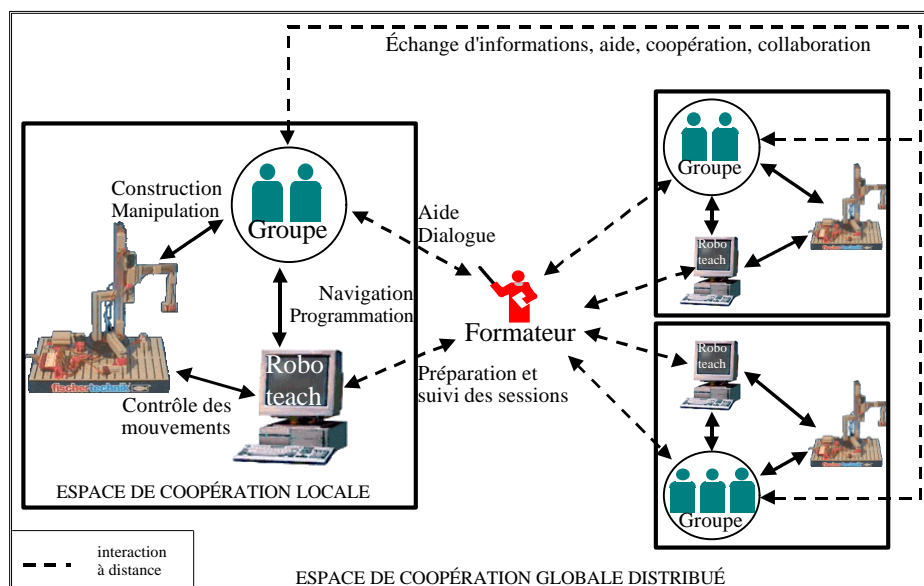 Échange d'informations, aide, coopération, collaboration
Construction
Manipulation
Groupe
Aide
Dialogue
Navigation
Programmation
Formateur
fischertechnik
Robo
teach
Contrôle des
mouvements
Préparation et
suivi des sessions
ESPACE DE COOPÉRATION LOCALE
Groupe
Robo
teach
Robo
teach
Groupe
interaction
à distance
ESPACE DE COOPÉRATION GLOBALE DISTRIBUÉ